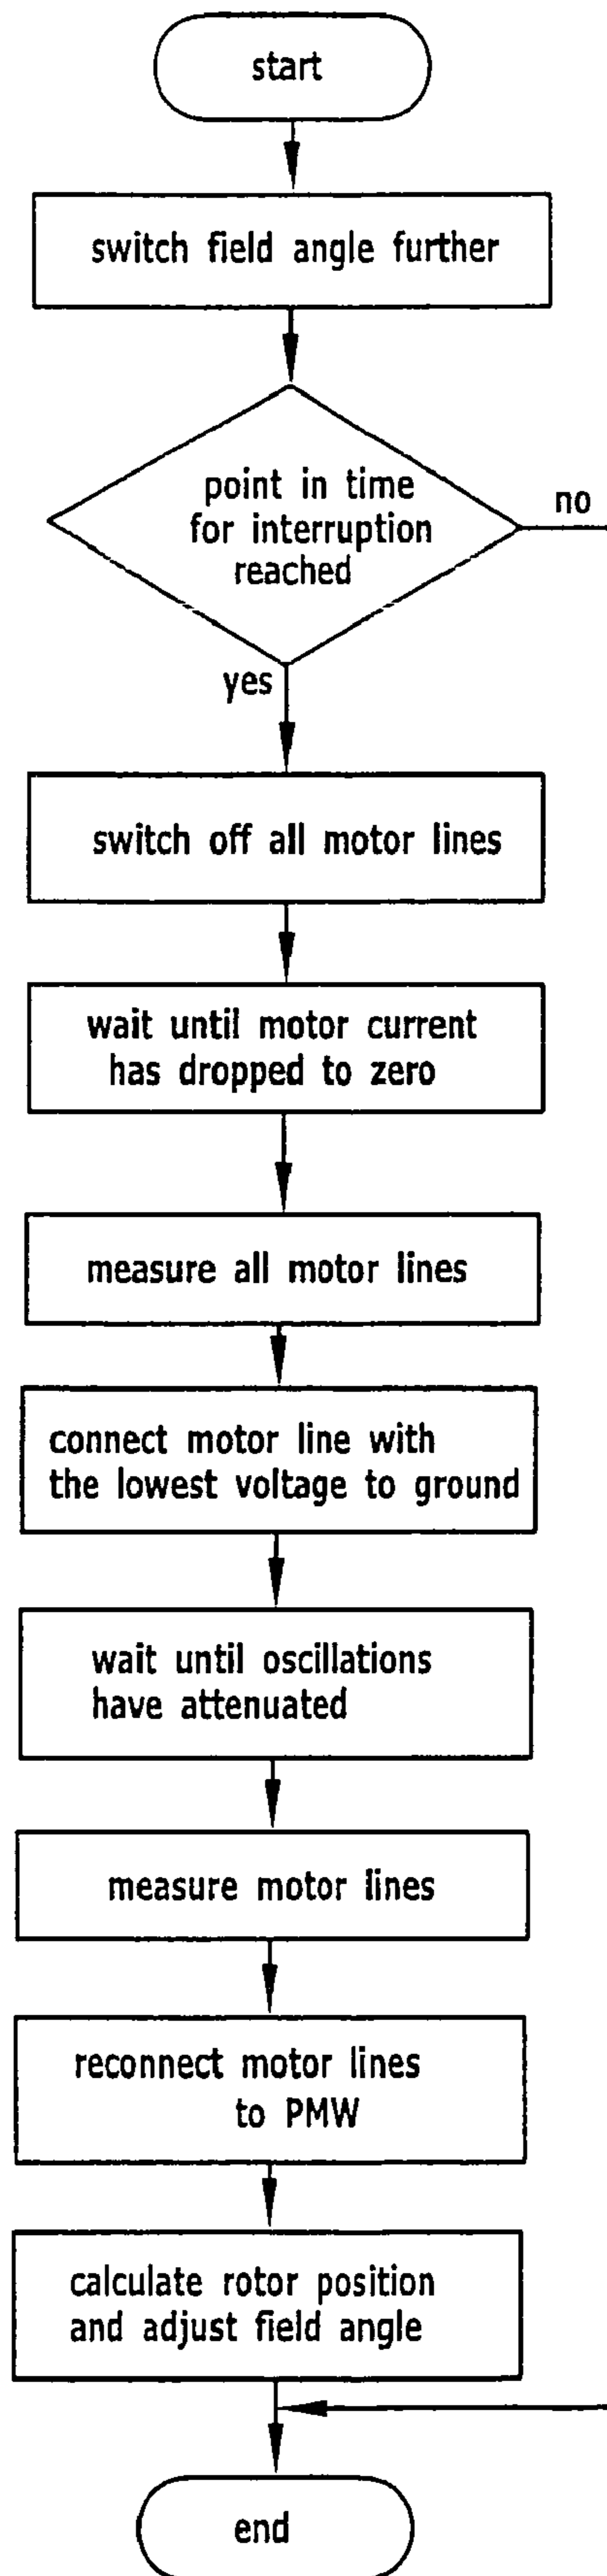 start
switch field angle further
point in time
for interruption
reached
no
yes
switch off all motor lines
wait until motor current
has dropped to zero
measure all motor lines
connect motor line with
the lowest voltage to ground
wait until oscillations
have attenuated
measure motor lines
reconnect motor lines
to PMW
calculate rotor position
and adjust field angle
end